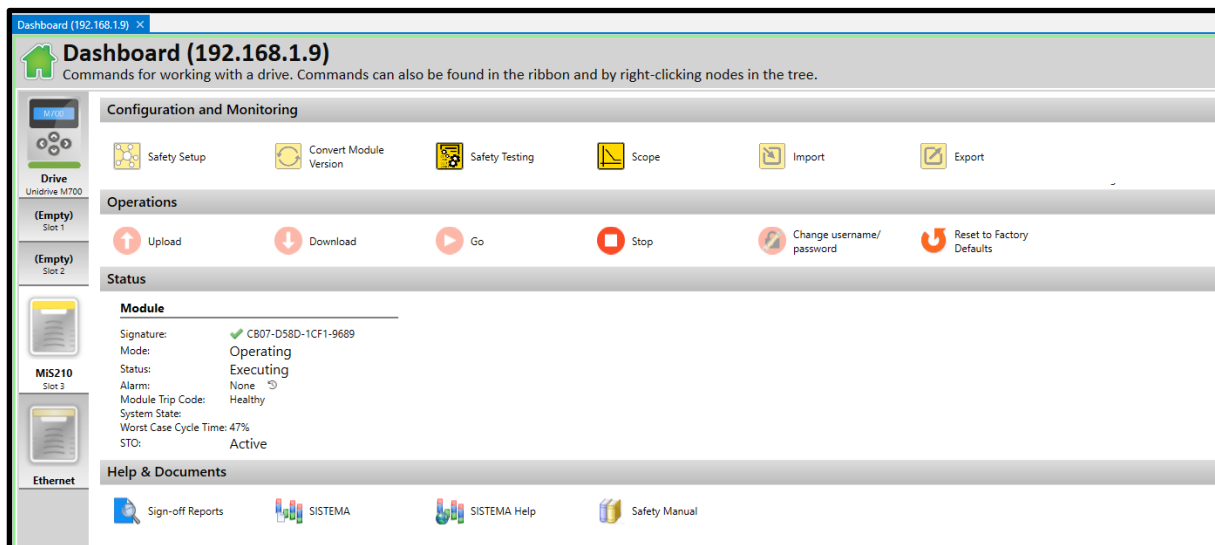 Dashboard (192.168.1.9) ×
Dashboard (192.168.1.9)
Commands for working with a drive. Commands can also be found in the ribbon and by right-clicking nodes in the tree.
M700
Drive
Unidrive M700
(Empty)
Slot 1
(Empty)
Slot 2
MiS210
Slot 3
Ethernet
Configuration and Monitoring
Safety Setup
Convert Module
Version
Safety Testing
Scope
Import
Export
Operations
Upload
Download
Go
Stop
Change username/
password
Reset to Factory
Defaults
Status
Module
Signature: CB07-D58D-1CF1-9689
Mode: Operating
Status: Executing
Alarm: None
Module Trip Code: Healthy
System State:
Worst Case Cycle Time: 47%
STO: Active
Help & Documents
Sign-off Reports
SISTEMA
SISTEMA Help
Safety Manual